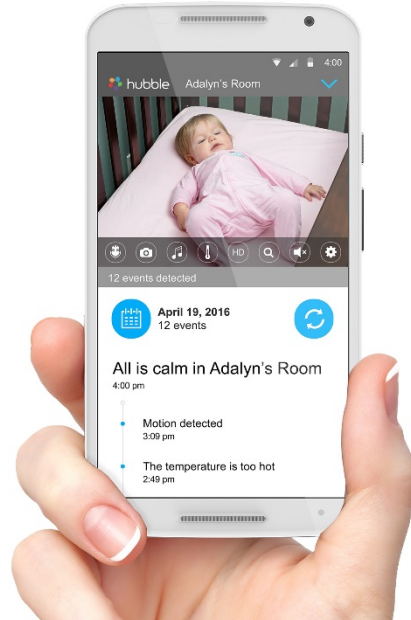 4:00
hubble Adalyn's Room
HD
12 events detected
April 19, 2016
12 events
All is calm in Adalyn's Room
4:00 pm
Motion detected
3:09 pm
The temperature is too hot
2:49 pm